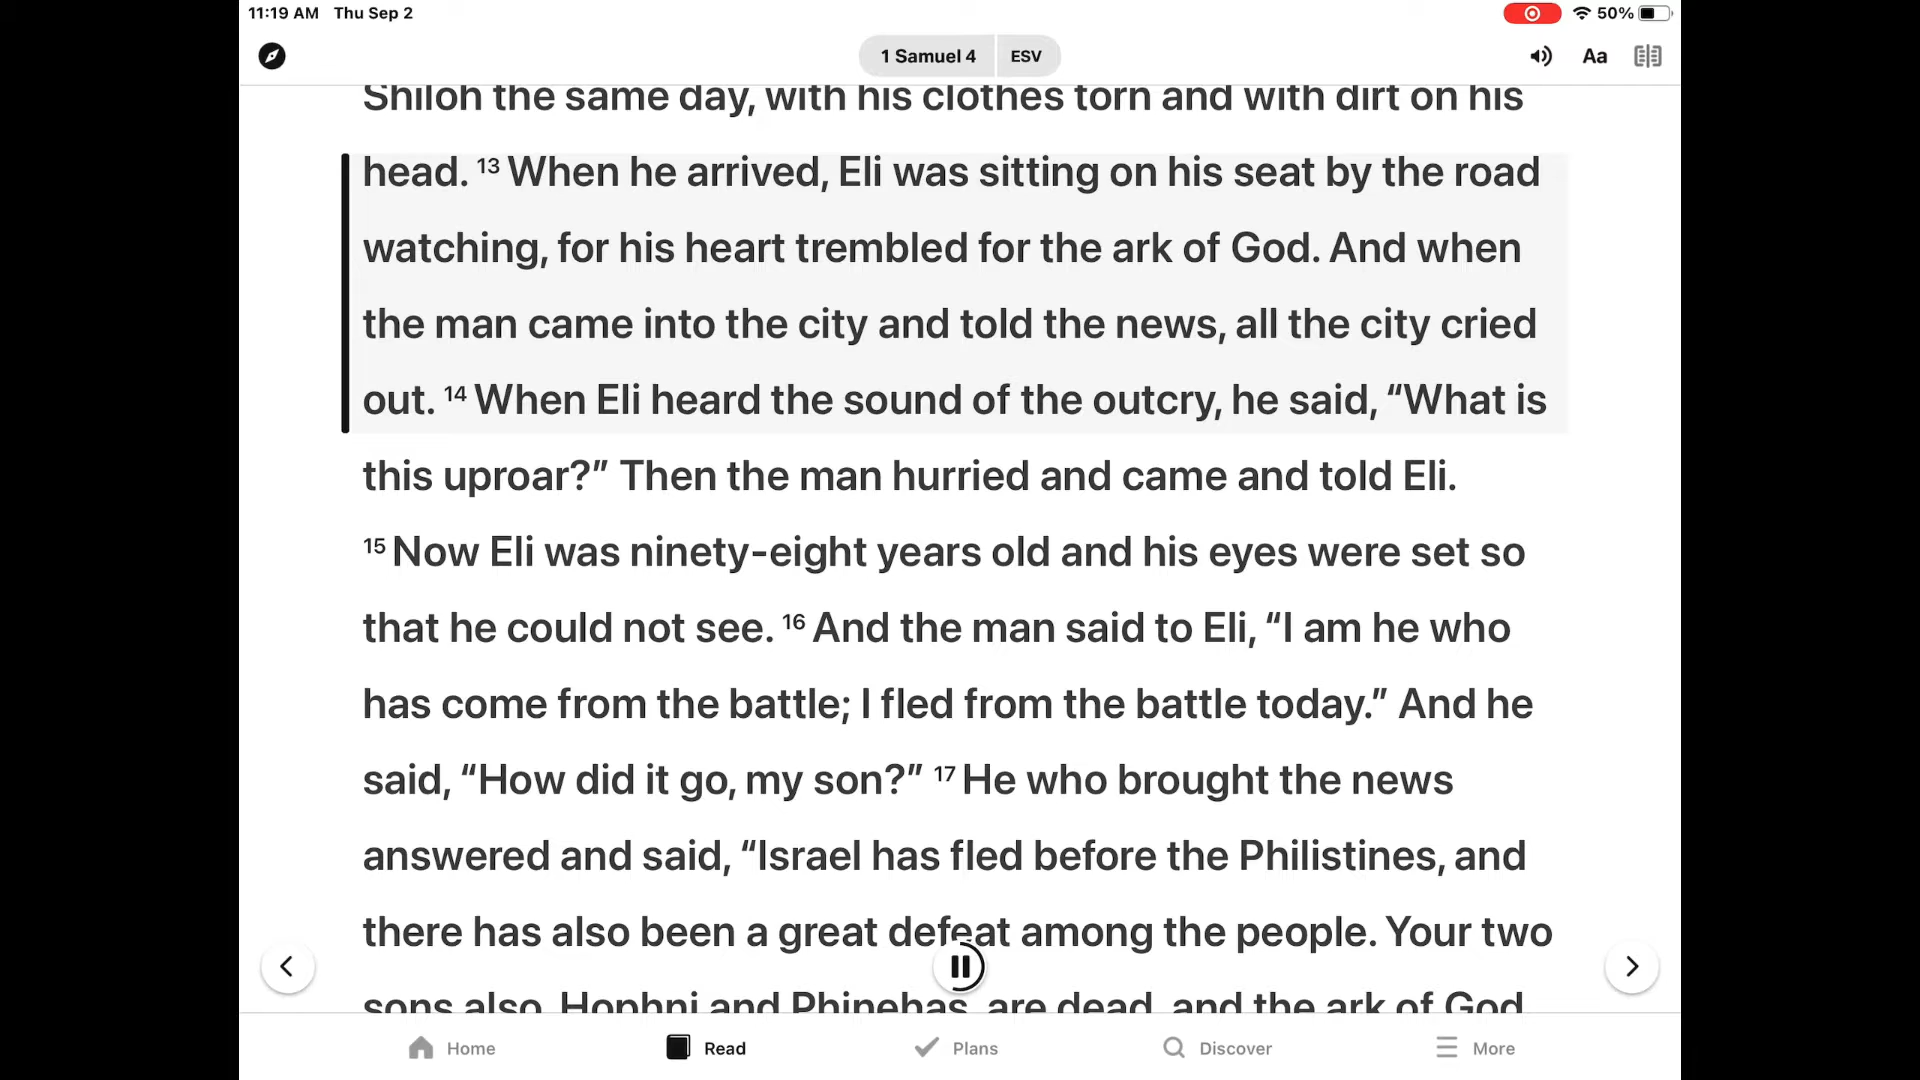 11:19 AM Thu Sep 2
50%
1 Samuel 4 ESV
Aa
Shiloh the same day, with his clothes torn and with dirt on his
head. 13 When he arrived, Eli was sitting on his seat by the road
watching, for his heart trembled for the ark of God. And when
the man came into the city and told the news, all the city cried
out. 14 When Eli heard the sound of the outcry, he said, “What is
this uproar?” Then the man hurried and came and told Eli.
15 Now Eli was ninety-eight years old and his eyes were set so
that he could not see. 16 And the man said to Eli, “I am he who
has come from the battle; I fled from the battle today.” And he
said, “How did it go, my son?” 17 He who brought the news
answered and said, “Israel has fled before the Philistines, and
there has also been a great defeat among the people. Your two
sons also, Hophni and Phinehas, are dead, and the ark of God
Home Read Plans Discover More